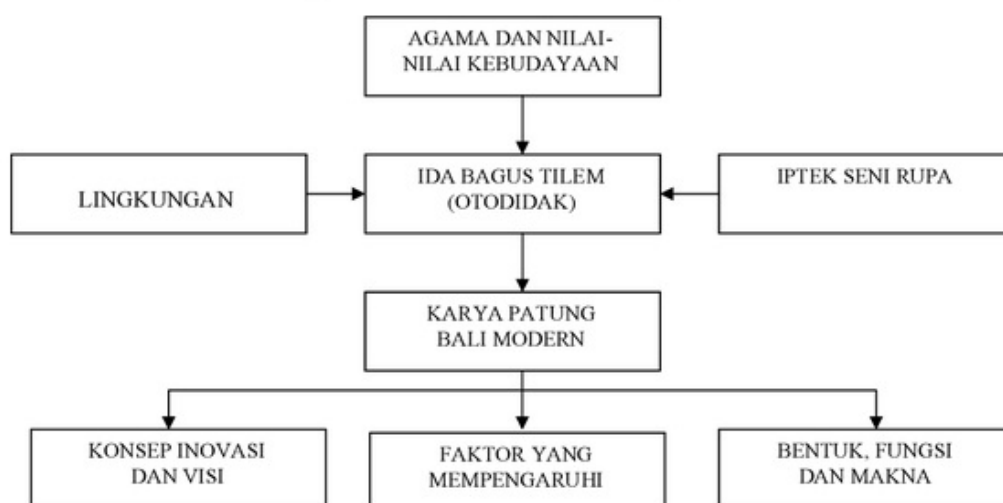 AGAMA DAN NILAI-
NILAI KEBUDAYAAN
LINGKUNGAN
IDA BAGUS TILEM
(OTODIDAK)
IPTEK SENI RUPA
KARYA PATUNG
BALI MODERN
KONSEP INOVASI
DAN VISI
FAKTOR YANG
MEMPENGARUHI
BENTUK, FUNGSI
DAN MAKNA